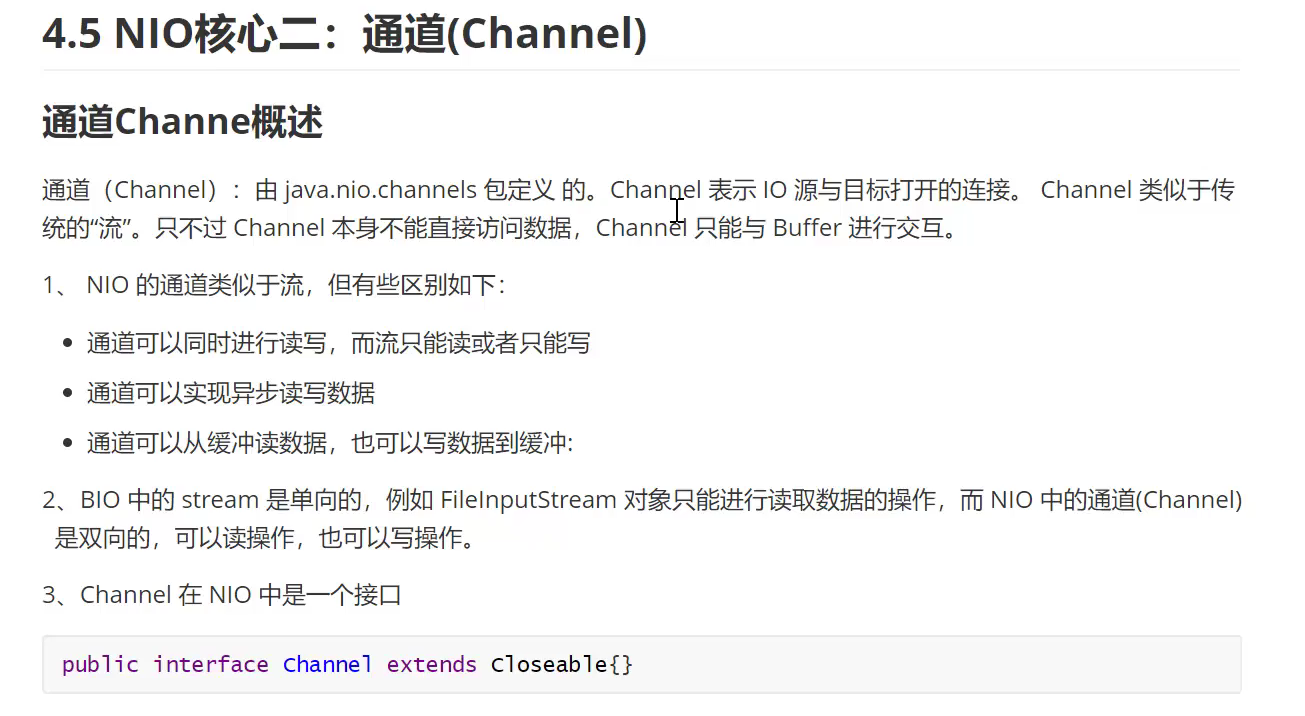 4.5 NIO核心二：通道(Channel)
通道Channe概述
通道（Channel）：由 java.nio.channels 包定义 的。Channel 表示 IO 源与目标打开的连接。 Channel 类似于传
统的“流”。只不过 Channel 本身不能直接访问数据，Channel 只能与 Buffer 进行交互。
1、 NIO 的通道类似于流，但有些区别如下：
• 通道可以同时进行读写，而流只能读或者只能写
• 通道可以实现异步读写数据
• 通道可以从缓冲读数据，也可以写数据到缓冲:
2、BIO 中的 stream 是单向的，例如 FileInputStream 对象只能进行读取数据的操作，而 NIO 中的通道(Channel)
是双向的，可以读操作，也可以写操作。
3、Channel 在 NIO 中是一个接口
public interface Channel extends Closeable{}